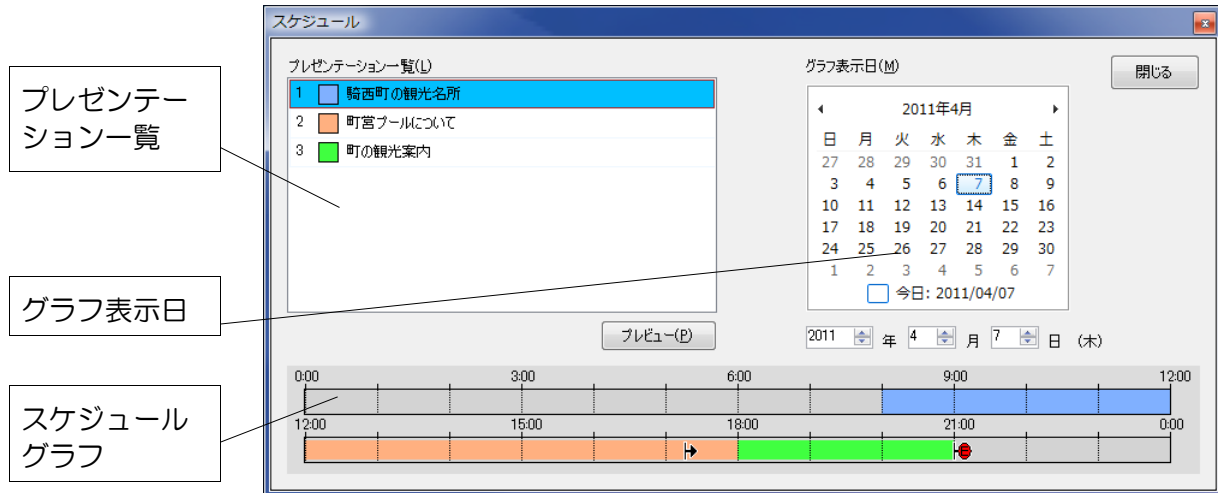 スケジュール
プレゼンテーション一覧(L)
グラフ表示日(M)
閉じる
プレゼンテー
ション一覧
1 騎西町の観光名所
2 町営プールについて
3 町の観光案内
2011年4月
日 月 火 水 木 金 土
27 28 29 30 31 1 2
3 4 5 6 7 8 9
10 11 12 13 14 15 16
17 18 19 20 21 22 23
24 25 26 27 28 29 30
1 2 3 4 5 6 7
今日: 2011/04/07
グラフ表示日
プレビュー(P)
2011 年 4 月 7 日 (木)
スケジュール
グラフ
0:00 3:00 6:00 9:00 12:00
12:00 15:00 18:00 21:00 0:00